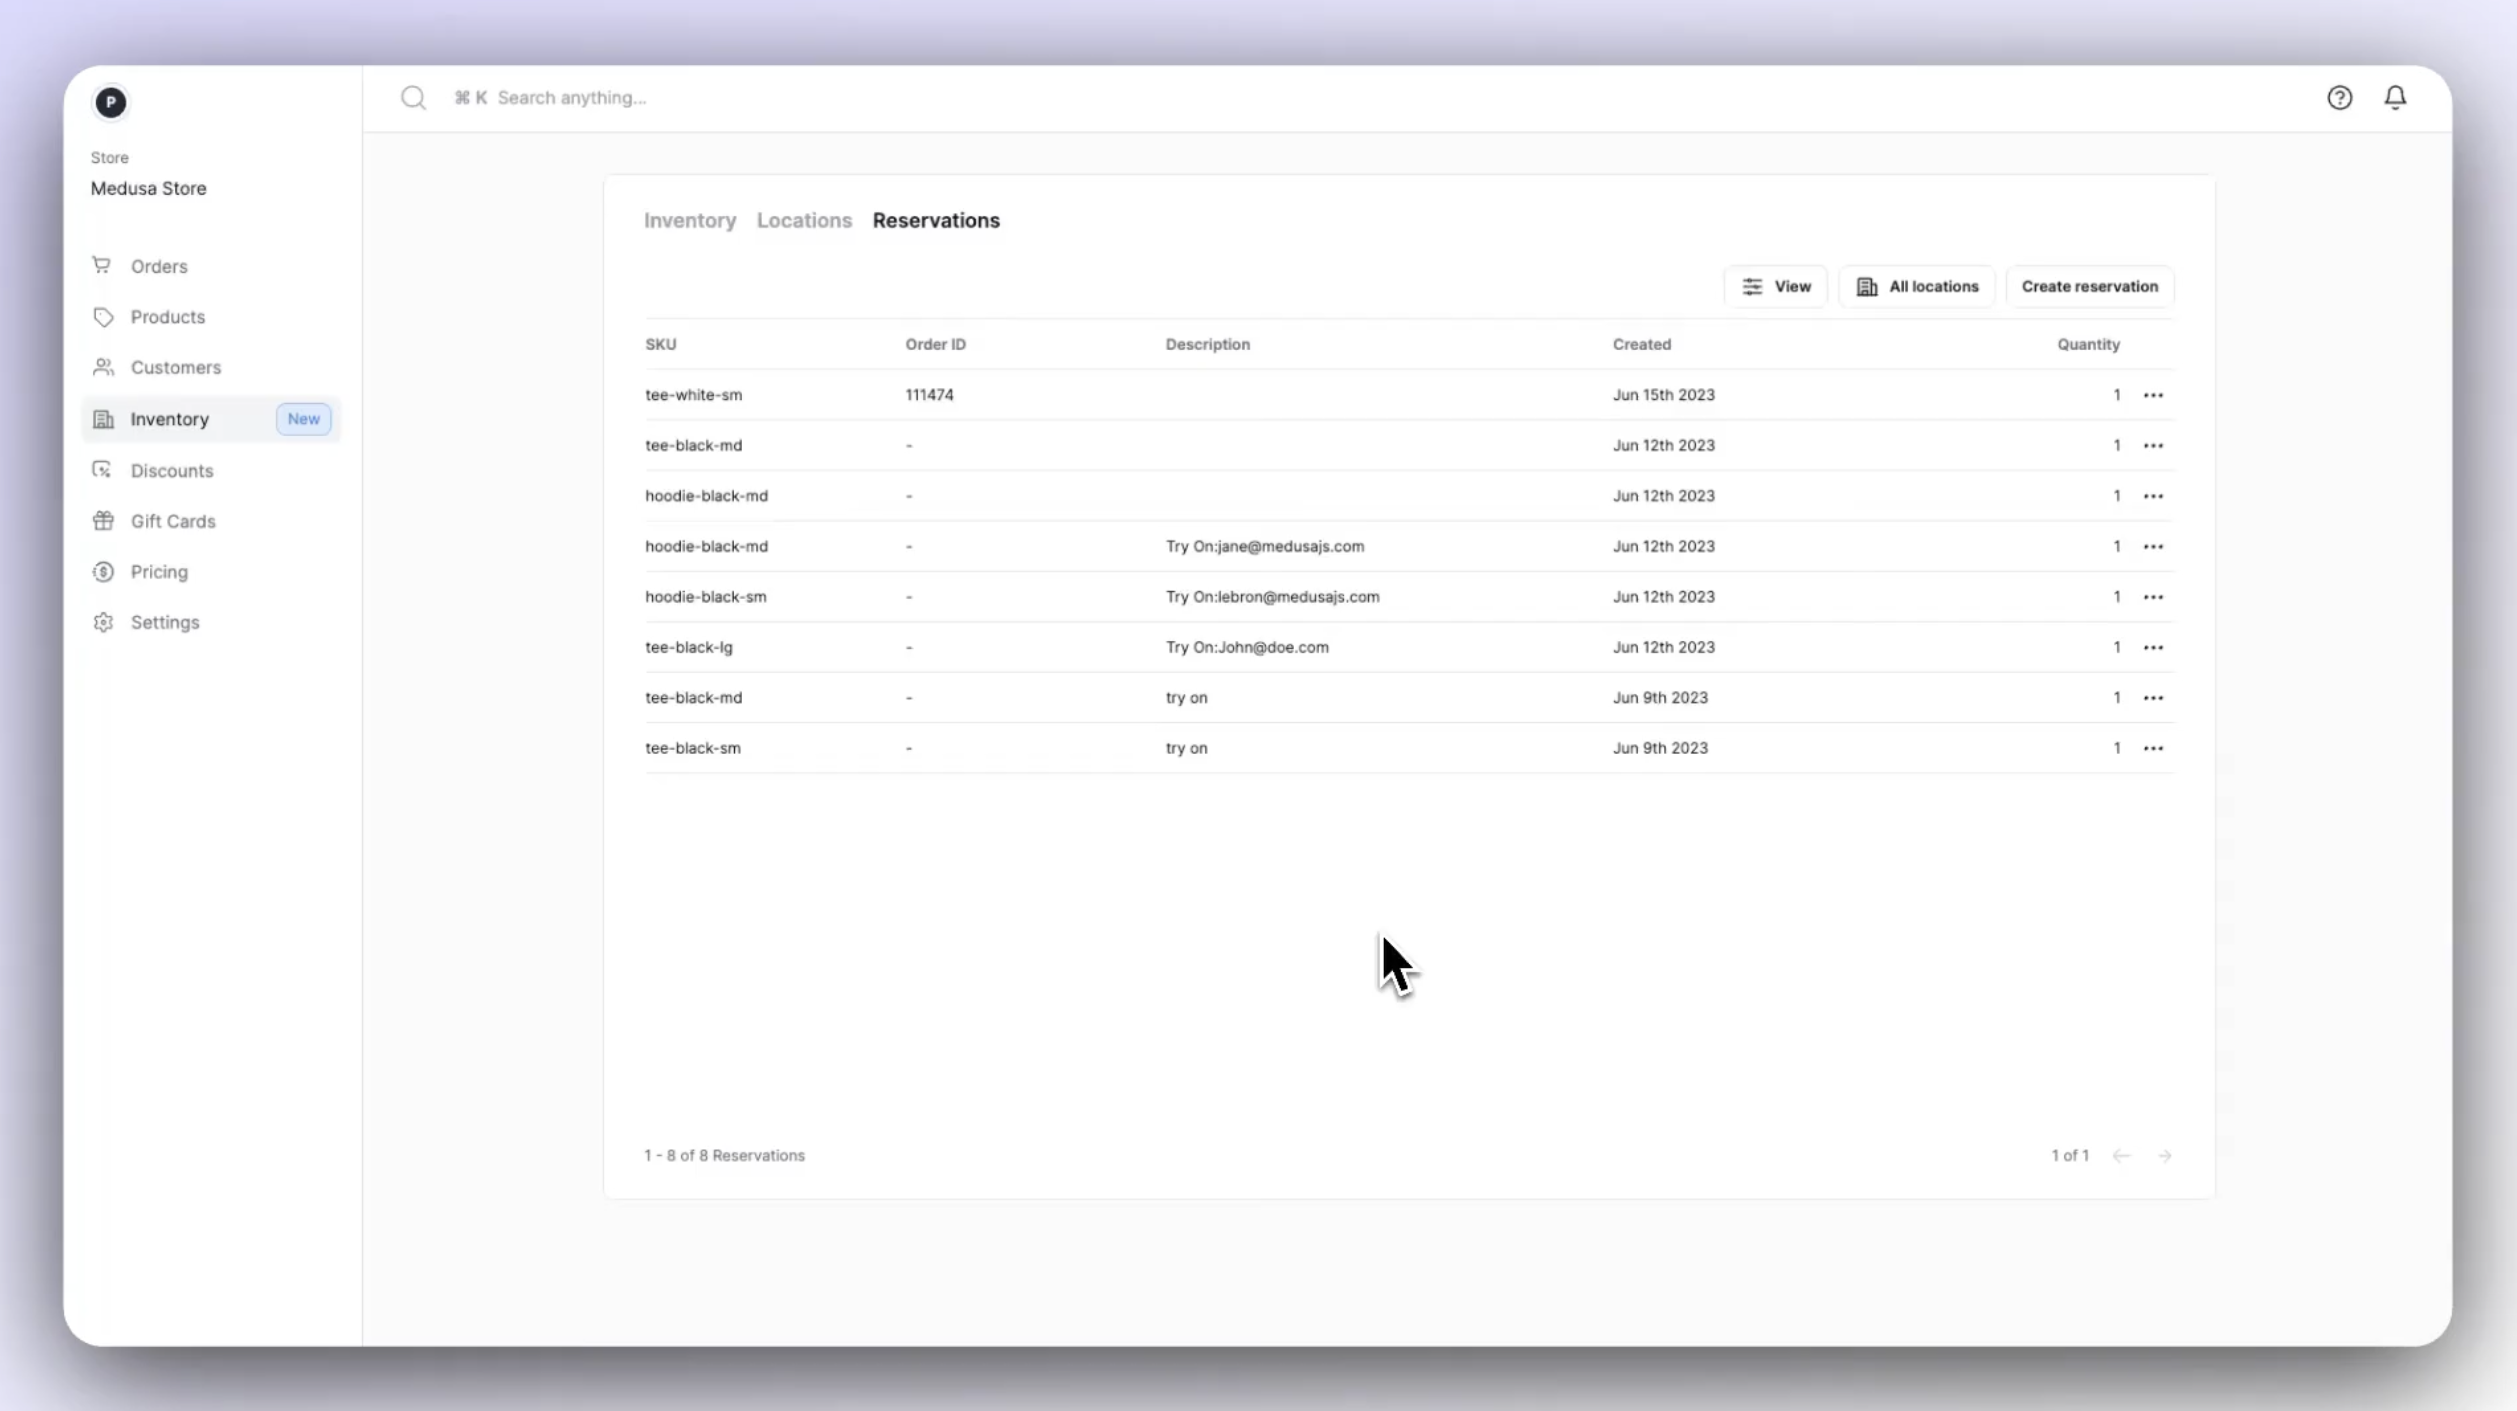 P
⌘ K Search anything...
Store
Medusa Store
Orders
Products
Customers
Inventory New
Discounts
Gift Cards
Pricing
Settings
Inventory Locations Reservations
View All locations Create reservation
SKU Order ID Description Created Quantity
tee-white-sm 111474 Jun 15th 2023 1
tee-black-md - Jun 12th 2023 1
hoodie-black-md - Jun 12th 2023 1
hoodie-black-md - Try On:jane@medusajs.com Jun 12th 2023 1
hoodie-black-sm - Try On:lebron@medusajs.com Jun 12th 2023 1
tee-black-lg - Try On:John@doe.com Jun 12th 2023 1
tee-black-md - try on Jun 9th 2023 1
tee-black-sm - try on Jun 9th 2023 1
1 - 8 of 8 Reservations 1 of 1